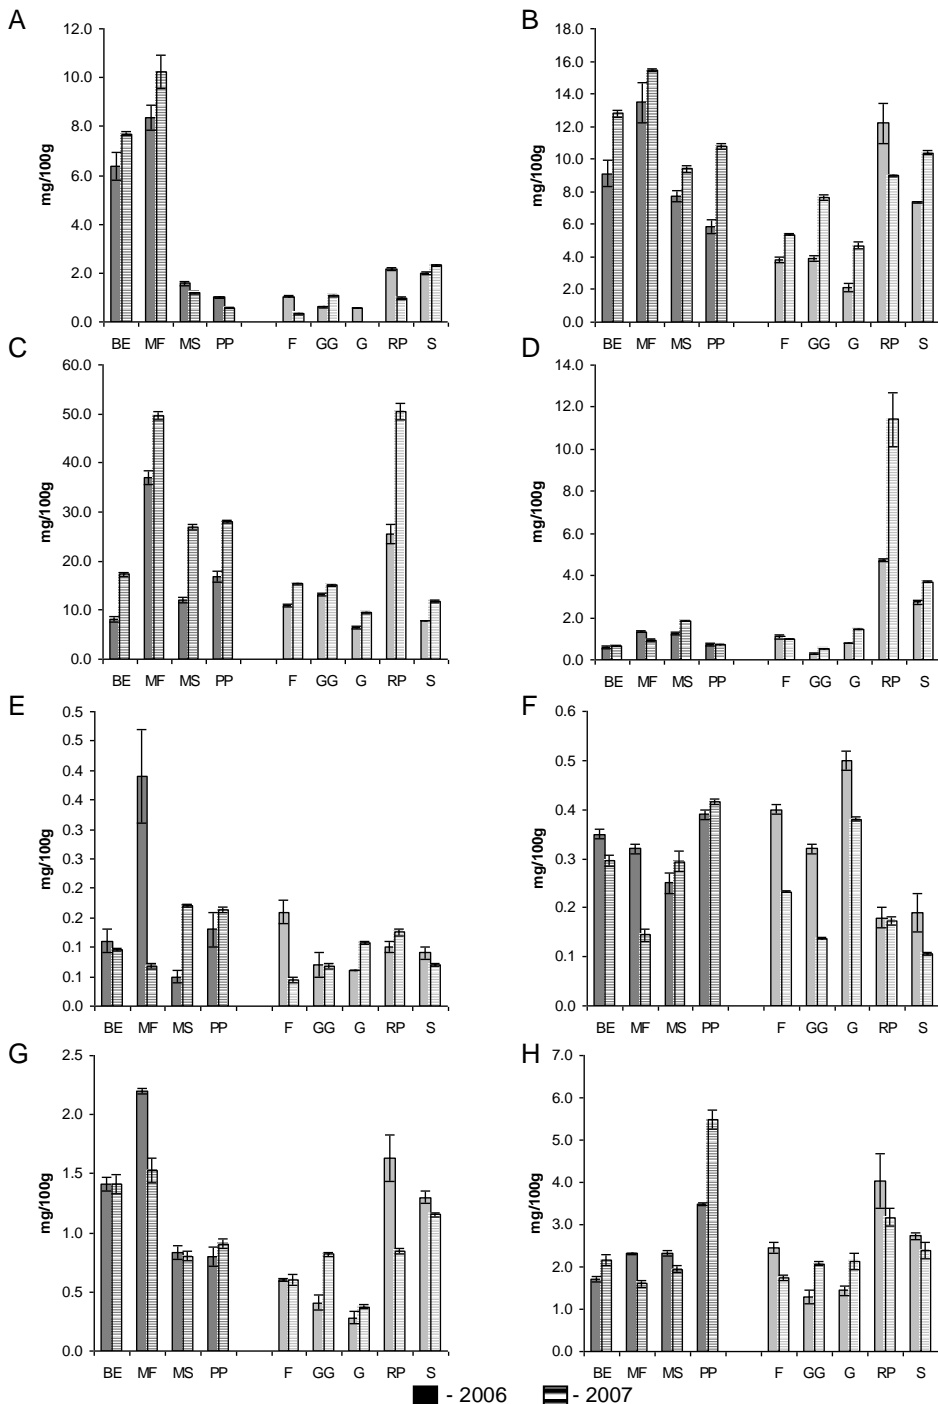 A
12.0
10.0
8.0
6.0
4.0
2.0
0.0
mg/100g
BE MF MS PP F GG G RP S
B
18.0
16.0
14.0
12.0
10.0
8.0
6.0
4.0
2.0
0.0
mg/100g
BE MF MS PP F GG G RP S
C
60.0
50.0
40.0
30.0
20.0
10.0
0.0
mg/100g
BE MF MS PP F GG G RP S
D
14.0
12.0
10.0
8.0
6.0
4.0
2.0
0.0
mg/100g
BE MF MS PP F GG G RP S
E
0.5
0.5
0.4
0.4
0.3
0.3
0.2
0.2
0.1
0.1
0.0
mg/100g
BE MF MS PP F GG G RP S
F
0.6
0.5
0.4
0.3
0.2
0.1
0.0
mg/100g
BE MF MS PP F GG G RP S
G
2.5
2.0
1.5
1.0
0.5
0.0
mg/100g
BE MF MS PP F GG G RP S
H
7.0
6.0
5.0
4.0
3.0
2.0
1.0
0.0
mg/100g
BE MF MS PP F GG G RP S
- 2006 - 2007